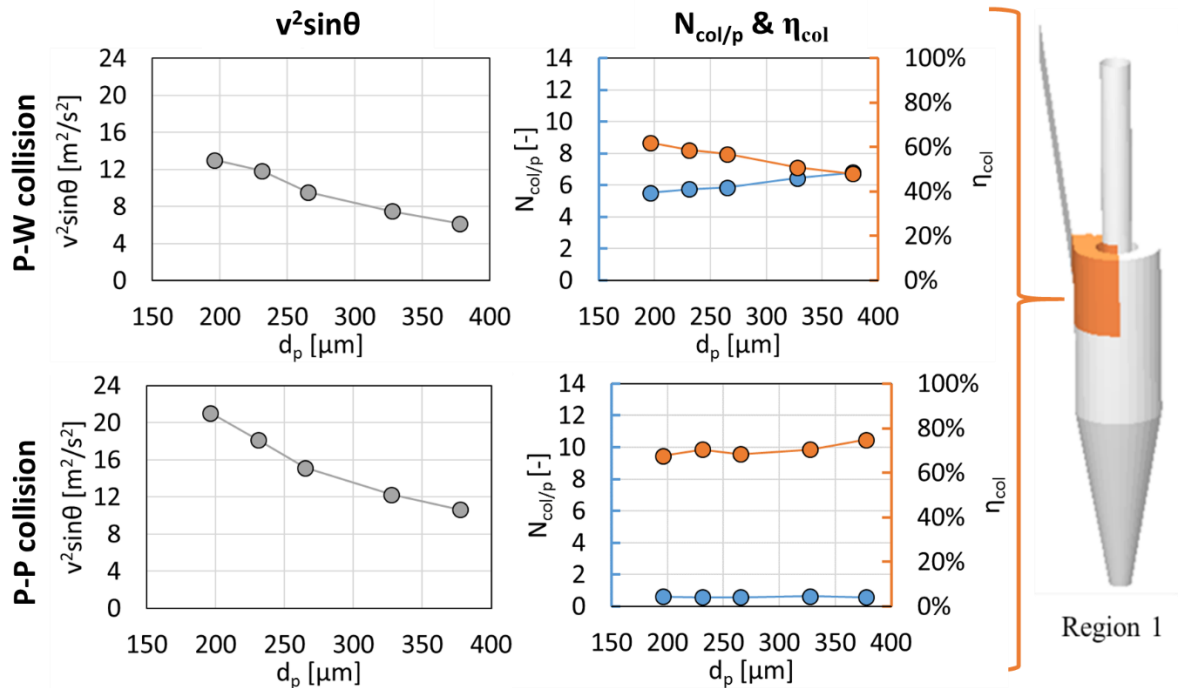 v²sinθ
N_col/p & η_col
P-W collision
v²sinθ [m²/s²]
24
20
16
12
8
4
0
150 200 250 300 350 400
d_p [μm]
N_col/p [-]
14
12
10
8
6
4
2
0
150 200 250 300 350 400
d_p [μm]
100%
80%
60%
40%
20%
0%
η_col
P-P collision
v²sinθ [m²/s²]
24
20
16
12
8
4
0
150 200 250 300 350 400
d_p [μm]
N_col/p [-]
14
12
10
8
6
4
2
0
150 200 250 300 350 400
d_p [μm]
100%
80%
60%
40%
20%
0%
η_col
Region 1